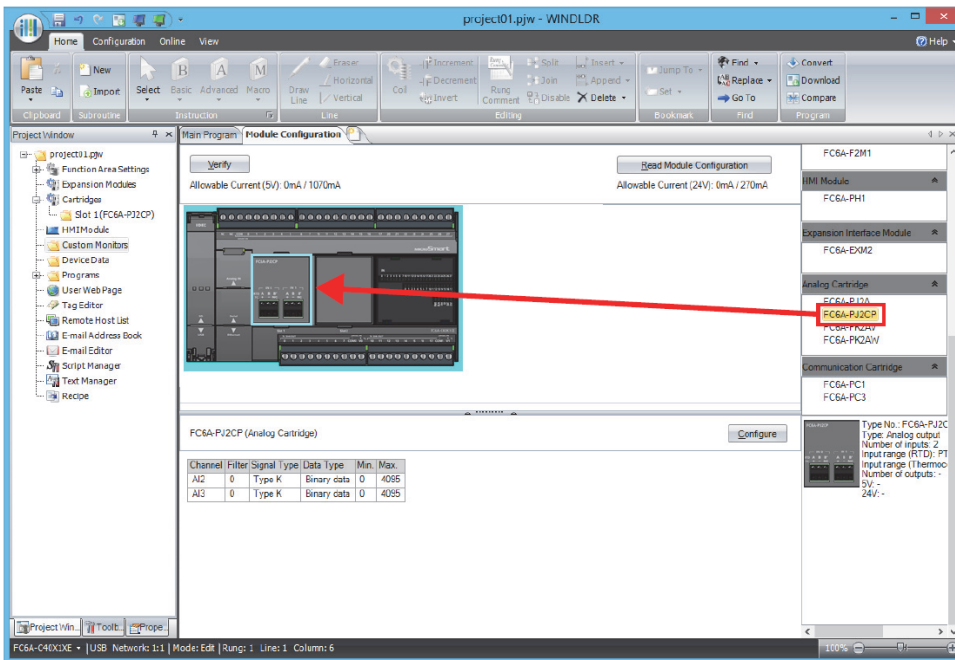 project01.pjw - WINDLDR
Home Configuration Online View
Help
Paste
New
Import
Select
Basic Advanced Macro
Draw Line
Eraser
Horizontal
Vertical
Coil
Increment
Decrement
Invert
Rung Comment
Split
Join
Disable
Insert
Append
Delete
Jump To
Set
Find
Replace
Go To
Convert
Download
Compare
Clipboard Subroutine Instruction Line Editing Bookmark Find Program
Project Window
Main Program Module Configuration
project01.pjw
Function Area Settings
Expansion Modules
Cartridges
Slot 1(FC6A-PJ2CP)
HMIModule
Custom Monitors
Device Data
Programs
User Web Page
Tag Editor
Remote Host List
E-mail Address Book
E-mail Editor
Script Manager
Text Manager
Recipe
Verify
Read Module Configuration
Allowable Current (5V): 0mA / 1070mA
Allowable Current (24V): 0mA / 270mA
FC6A-PJ2CP
FC6A-F2M1
HMI Module
FC6A-PH1
Expansion Interface Module
FC6A-EXM2
Analog Cartridge
FC6A-PJ2A
FC6A-PJ2CP
FC6A-PK2AV
FC6A-PK2AW
Communication Cartridge
FC6A-PC1
FC6A-PC3
FC6A-PJ2CP (Analog Cartridge)
Configure
Channel Filter Signal Type Data Type Min. Max.
AI2 0 Type K Binary data 0 4095
AI3 0 Type K Binary data 0 4095
Type No.: FC6A-PJ2C
Type: Analog output
Number of inputs: 2
Input range (RTD): PT
Input range (Thermoc
Number of outputs: -
5V: -
24V: -
Project Win... Toolb... Prope...
FC6A-C40X1XE USB Network: 1:1 Mode: Edit Rung: 1 Line: 1 Column: 6
100%